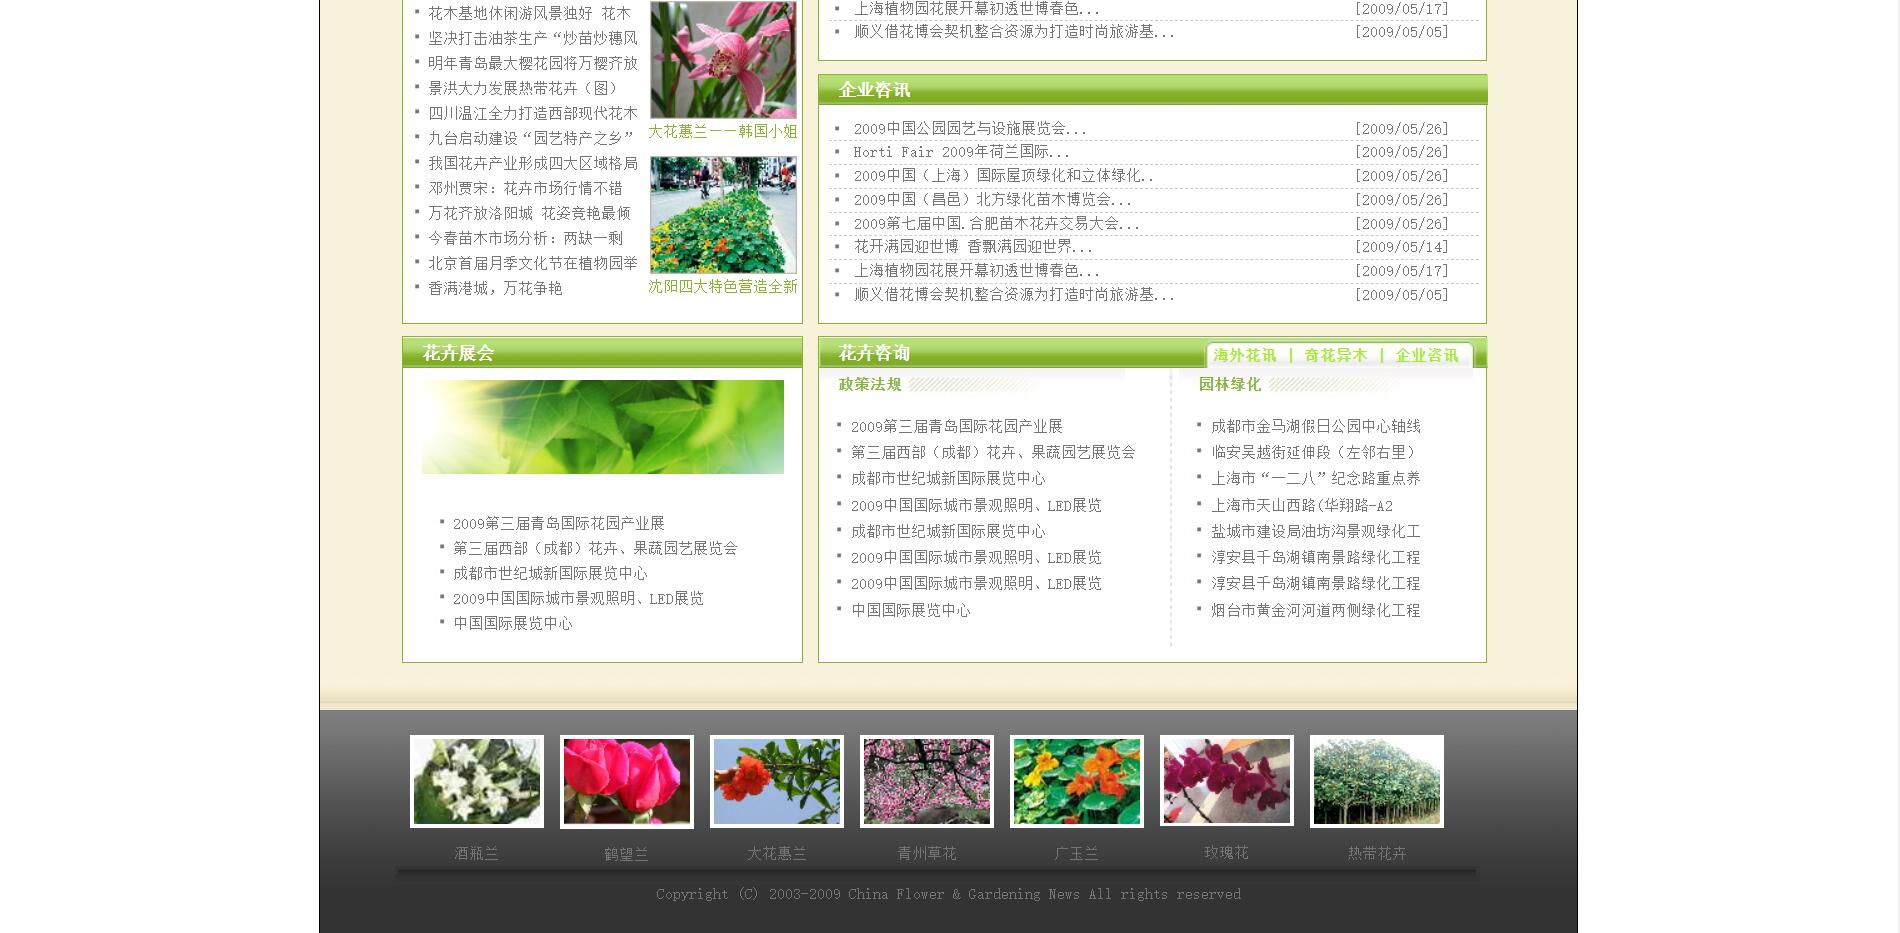 花木基地休闲游风景独好 花木
坚决打击油茶生产“炒苗炒穗风
明年青岛最大樱花园将万樱齐放
景洪大力发展热带花卉（图）
四川温江全力打造西部现代花木
九台启动建设“园艺特产之乡”
我国花卉产业形成四大区域格局
邓州贾宋：花卉市场行情不错
万花齐放洛阳城 花姿竞艳最倾
今春苗木市场分析：两缺一剩
北京首届月季文化节在植物园举
香满港城，万花争艳
大花蕙兰－－韩国小姐
沈阳四大特色营造全新
上海植物园花展开幕初透世博春色... [2009/05/17]
顺义借花博会契机整合资源为打造时尚旅游基... [2009/05/05]
企业咨讯
2009中国公园园艺与设施展览会... [2009/05/26]
Horti Fair 2009年荷兰国际... [2009/05/26]
2009中国（上海）国际屋顶绿化和立体绿化.. [2009/05/26]
2009中国（昌邑）北方绿化苗木博览会... [2009/05/26]
2009第七届中国.合肥苗木花卉交易大会... [2009/05/26]
花开满园迎世博 香飘满园迎世界... [2009/05/14]
上海植物园花展开幕初透世博春色... [2009/05/17]
顺义借花博会契机整合资源为打造时尚旅游基... [2009/05/05]
花卉展会
2009第三届青岛国际花园产业展
第三届西部（成都）花卉、果蔬园艺展览会
成都市世纪城新国际展览中心
2009中国国际城市景观照明、LED展览
中国国际展览中心
花卉咨询
海外花讯 | 奇花异木 | 企业咨讯
政策法规
2009第三届青岛国际花园产业展
第三届西部（成都）花卉、果蔬园艺展览会
成都市世纪城新国际展览中心
2009中国国际城市景观照明、LED展览
成都市世纪城新国际展览中心
2009中国国际城市景观照明、LED展览
2009中国国际城市景观照明、LED展览
中国国际展览中心
园林绿化
成都市金马湖假日公园中心轴线
临安吴越街延伸段（左邻右里）
上海市“一二八”纪念路重点养
上海市天山西路(华翔路-A2
盐城市建设局油坊沟景观绿化工
淳安县千岛湖镇南景路绿化工程
淳安县千岛湖镇南景路绿化工程
烟台市黄金河河道两侧绿化工程
酒瓶兰
鹤望兰
大花惠兰
青州草花
广玉兰
玫瑰花
热带花卉
Copyright (C) 2003-2009 China Flower & Gardening News All rights reserved